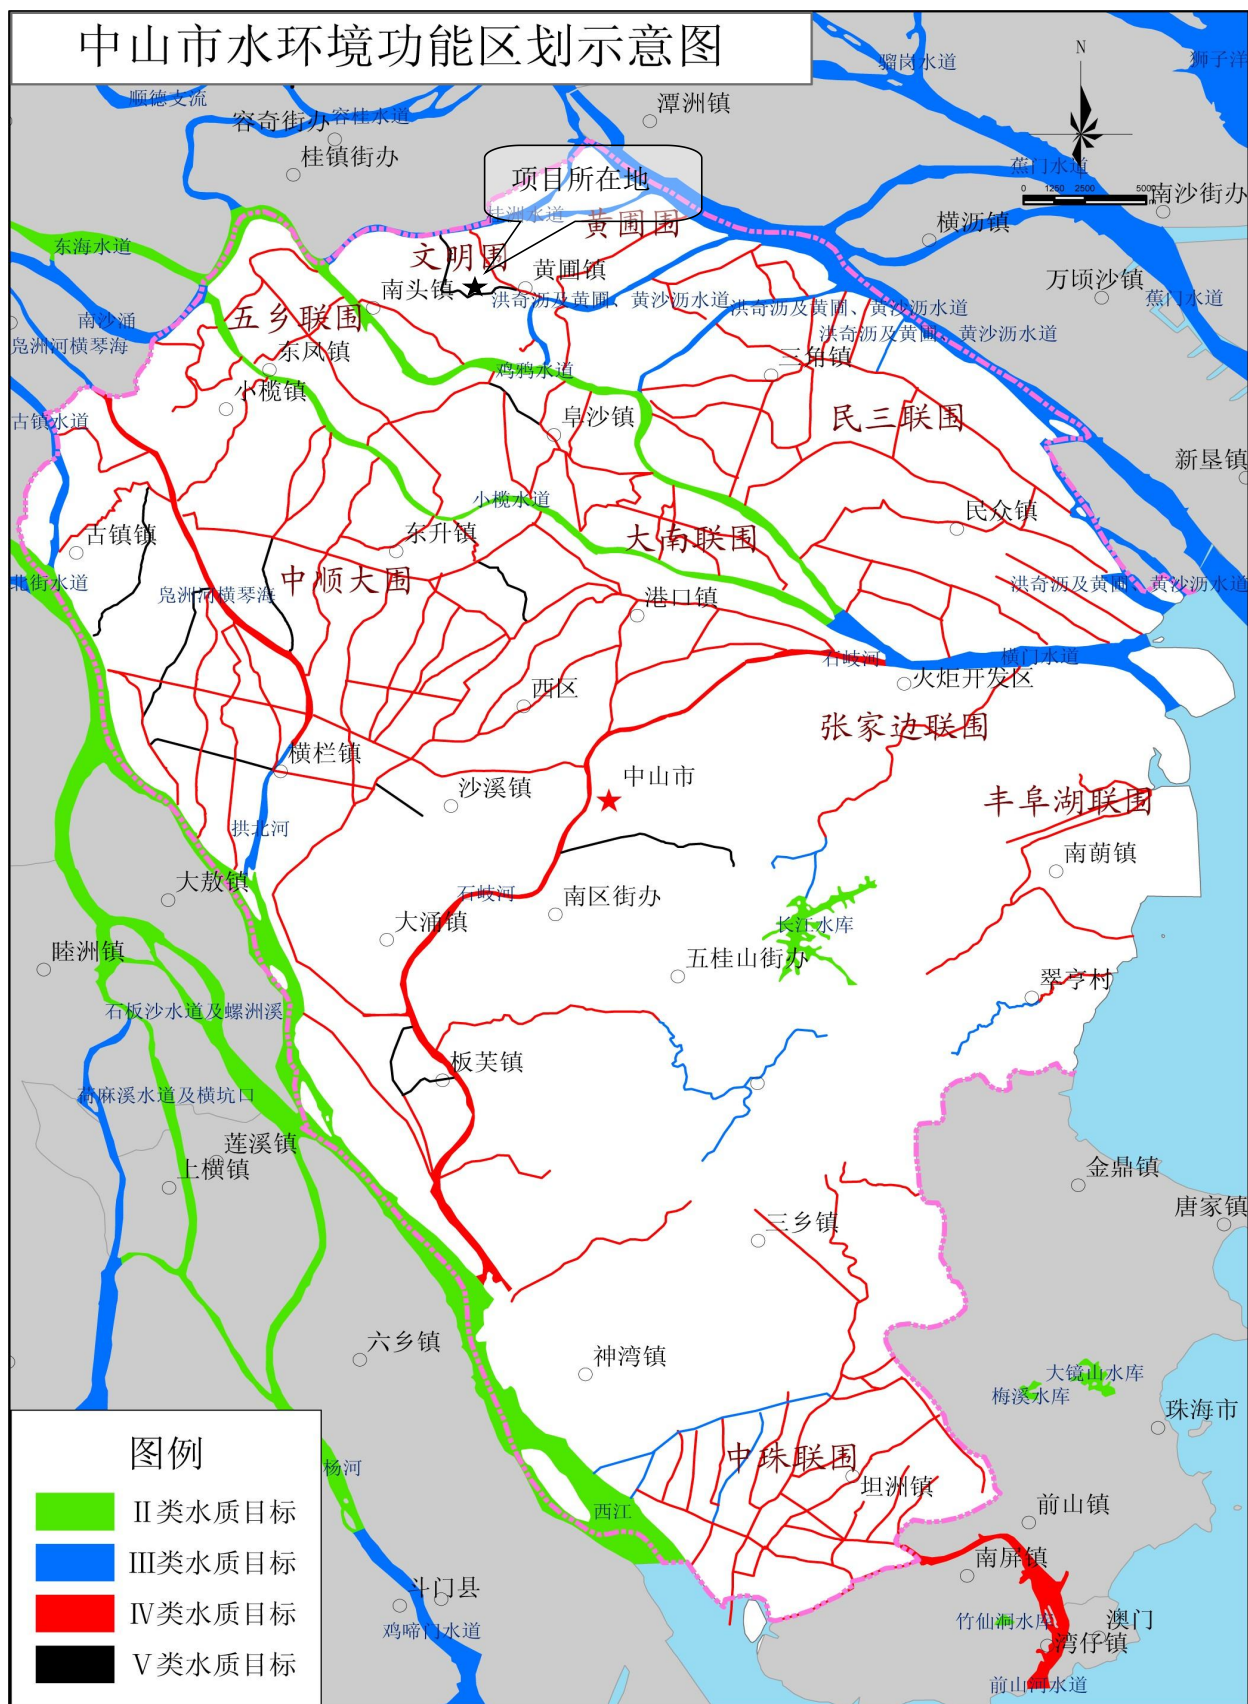 中山市水环境功能区划示意图
骝岗水道
狮子洋
顺德支流
容奇街办
容桂水道
潭洲镇
N
桂镇街办
蕉门水道
项目所在地
0 1250 2500 5000
南沙街办
桂洲水道
黄圃围
横沥镇
东海水道
文明围
黄圃镇
万顷沙镇
南头镇
洪奇沥及黄圃、黄沙沥水道
洪奇沥及黄圃、黄沙沥水道
蕉门水道
南沙涌
五乡联围
洪奇沥及黄圃、黄沙沥水道
凫洲河横琴海
东凤镇
鸡鸦水道
三角镇
小榄镇
古镇水道
阜沙镇
民三联围
新垦镇
小榄水道
民众镇
古镇镇
东升镇
大南联围
北街水道
凫洲河横琴海
中顺大围
港口镇
洪奇沥及黄圃、黄沙沥水道
石岐河
横门水道
西区
火炬开发区
张家边联围
横栏镇
沙溪镇
中山市
丰阜湖联围
拱北河
南荫镇
大敖镇
石岐河
南区街办
大涌镇
长江水库
睦洲镇
五桂山街办
翠亨村
石板沙水道及螺洲溪
板芙镇
荷麻溪水道及横坑口
莲溪镇
上横镇
金鼎镇
唐家镇
三乡镇
六乡镇
神湾镇
大镜山水库
梅溪水库
珠海市
图例
中珠联围
杨河
坦洲镇
II类水质目标
西江
前山镇
III类水质目标
南屏镇
斗门县
IV类水质目标
鸡啼门水道
竹仙洞水库
澳门
湾仔镇
V类水质目标
前山河水道